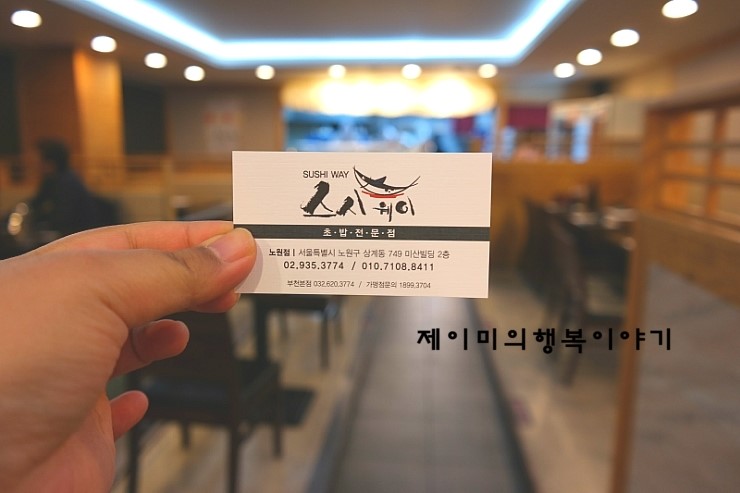 SUSHI WAY
스시웨이
초·밥·전·문·점
노원점 | 서울특별시 노원구 상계동 749 미산빌딩 2층
02.935.3774 / 010.7108.8411
부천본점 032.620.3774 / 가맹점문의 1899.3704
제이미의행복이야기